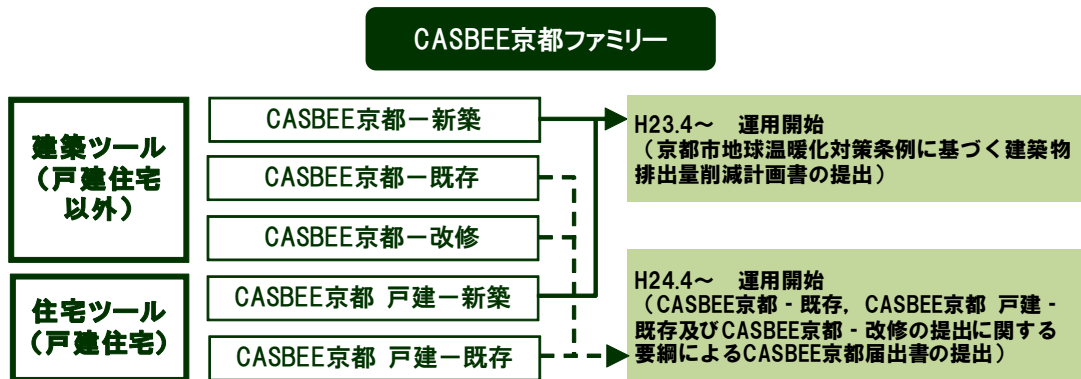 CASBEE京都ファミリー
建築ツール
（戸建住宅
以外）
CASBEE京都－新築
CASBEE京都－既存
CASBEE京都－改修
住宅ツール
（戸建住宅）
CASBEE京都 戸建－新築
CASBEE京都 戸建－既存
H23.4～　運用開始
（京都市地球温暖化対策条例に基づく建築物
排出量削減計画書の提出）
H24.4～　運用開始
（CASBEE京都‐既存，CASBEE京都 戸建‐
既存及びCASBEE京都‐改修の提出に関する
要綱によるCASBEE京都届出書の提出）